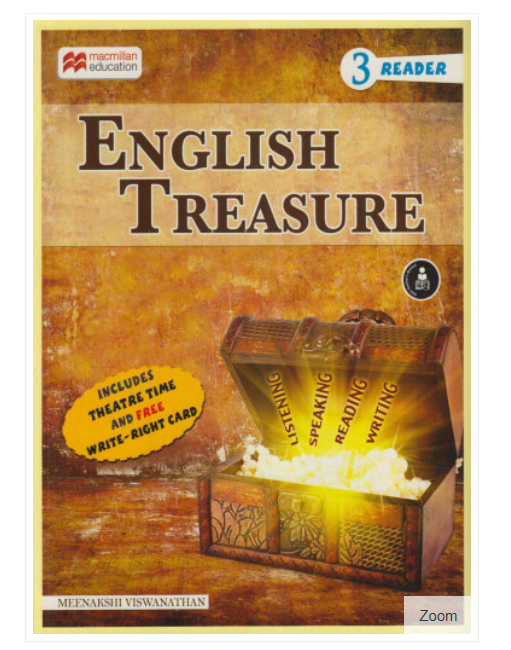 macmillan
education
3 READER
ENGLISH
TREASURE
LISTENING
SPEAKING
READING
WRITING
INCLUDES
THEATRE TIME
AND FREE
WRITE-RIGHT CARD
MEENAKSHI VISWANATHAN
Zoom